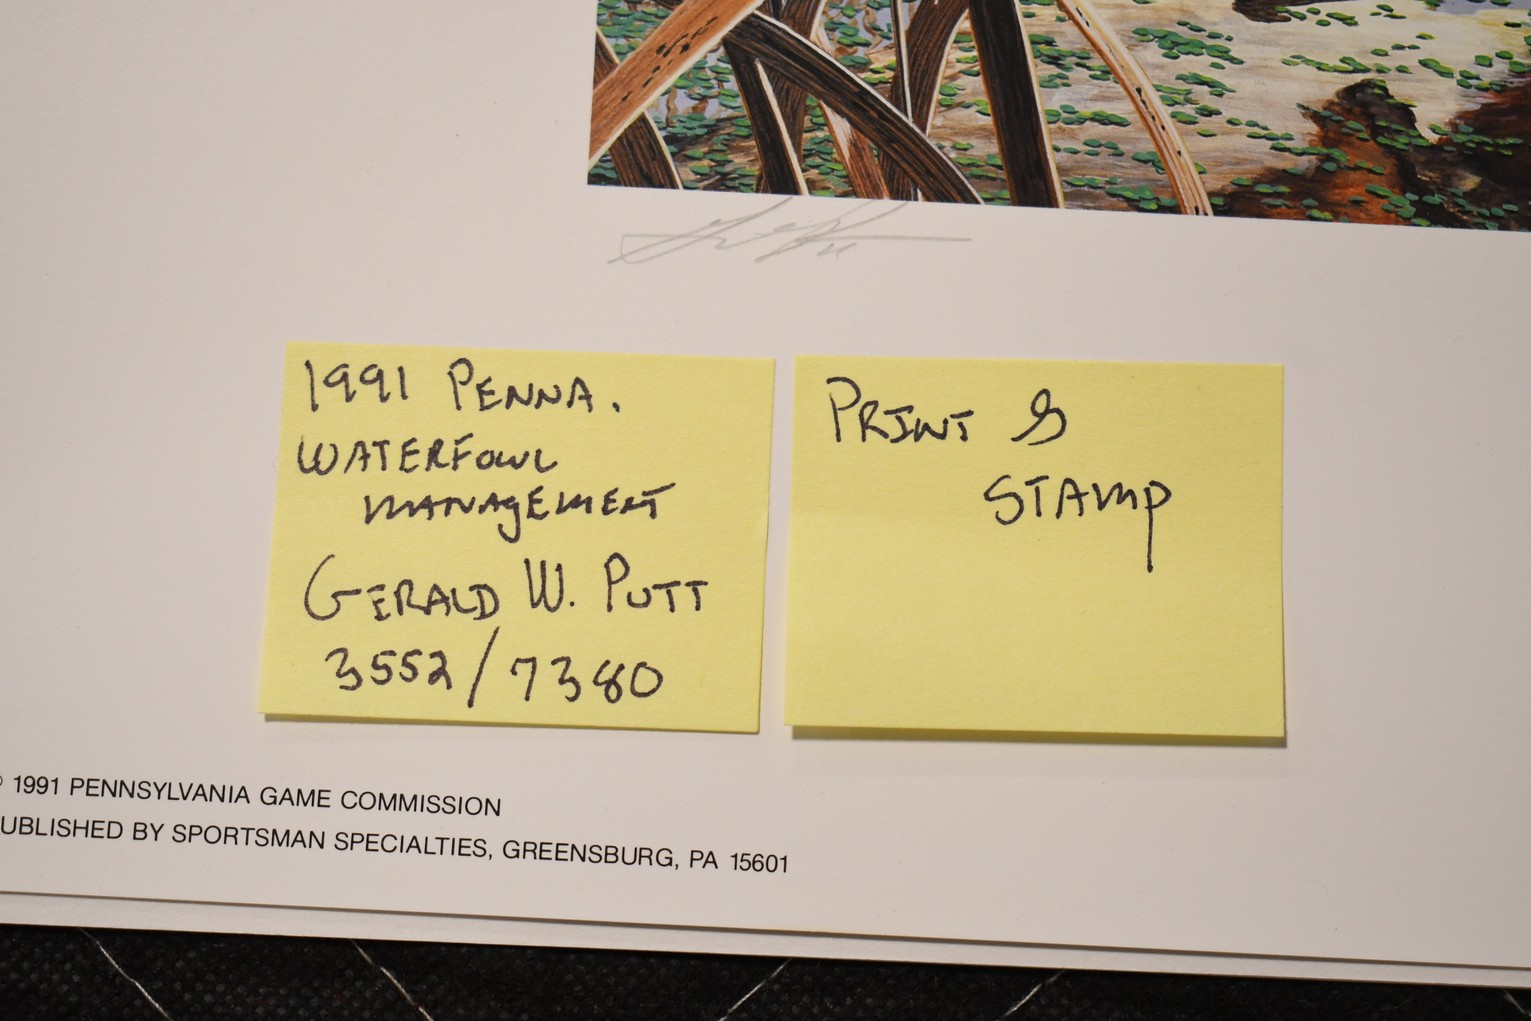 1991 PENNA.
WATERFOWL
MANAGEMENT
GERALD W. PUTT
3552/7380
PRINT &
STAMP
1991 PENNSYLVANIA GAME COMMISSION
UBLISHED BY SPORTSMAN SPECIALTIES, GREENSBURG, PA 15601